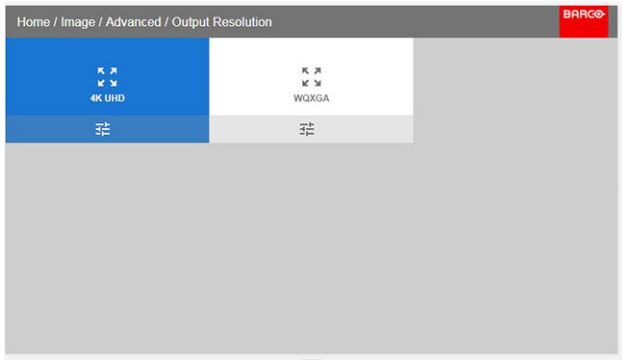 Home / Image / Advanced / Output Resolution
BARCO
4K UHD
WQXGA